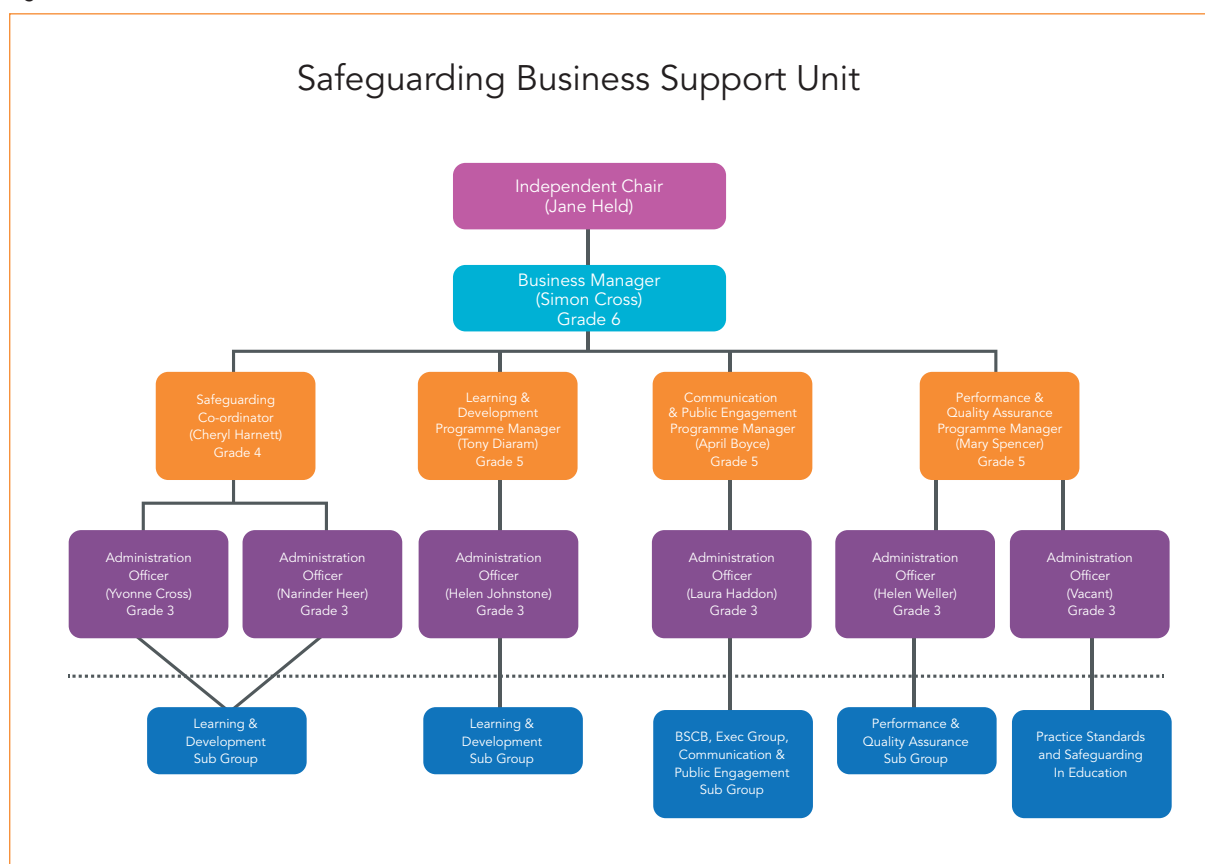 Safeguarding Business Support Unit
Independent Chair
(Jane Held)
Business Manager
(Simon Cross)
Grade 6
Safeguarding
Co-ordinator
(Cheryl Harnett)
Grade 4
Learning &
Development
Programme Manager
(Tony Diaram)
Grade 5
Communication
& Public Engagement
Programme Manager
(April Boyce)
Grade 5
Performance &
Quality Assurance
Programme Manager
(Mary Spencer)
Grade 5
Administration
Officer
(Yvonne Cross)
Grade 3
Administration
Officer
(Narinder Heer)
Grade 3
Administration
Officer
(Helen Johnstone)
Grade 3
Administration
Officer
(Laura Haddon)
Grade 3
Administration
Officer
(Helen Weller)
Grade 3
Administration
Officer
(Vacant)
Grade 3
Learning &
Development
Sub Group
Learning &
Development
Sub Group
BSCB, Exec Group,
Communication &
Public Engagement
Sub Group
Performance &
Quality Assurance
Sub Group
Practice Standards
and Safeguarding
In Education